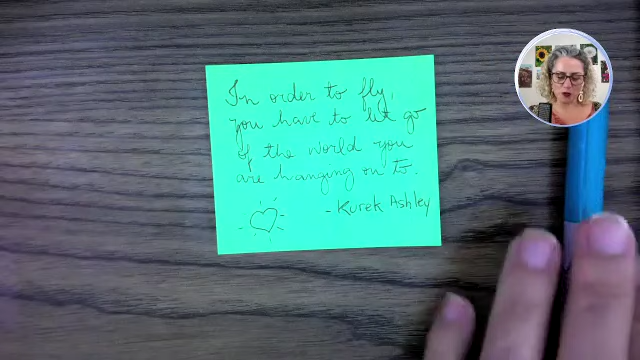 In order to fly,
you have to let go
of the world you
are hanging on to.
- Kurek Ashley